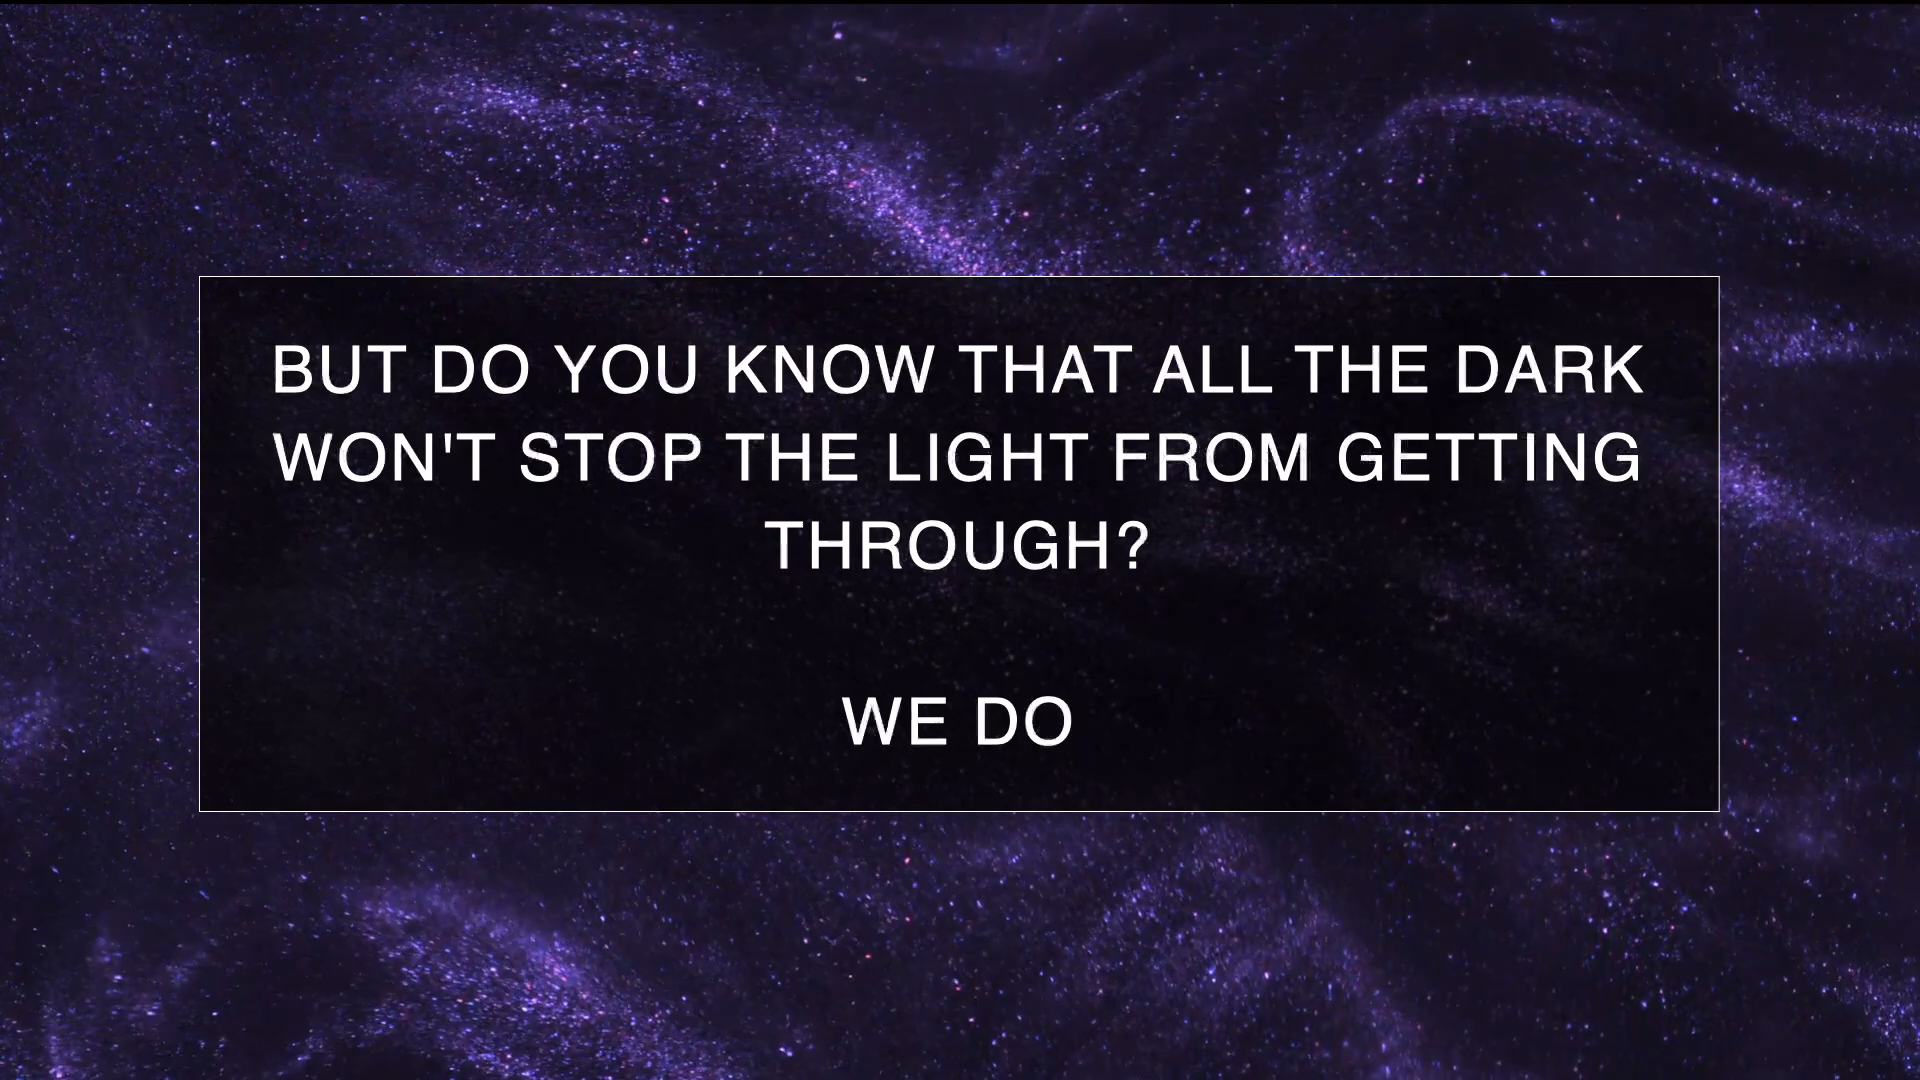 BUT DO YOU KNOW THAT ALL THE DARK
WON'T STOP THE LIGHT FROM GETTING
THROUGH?
WE DO